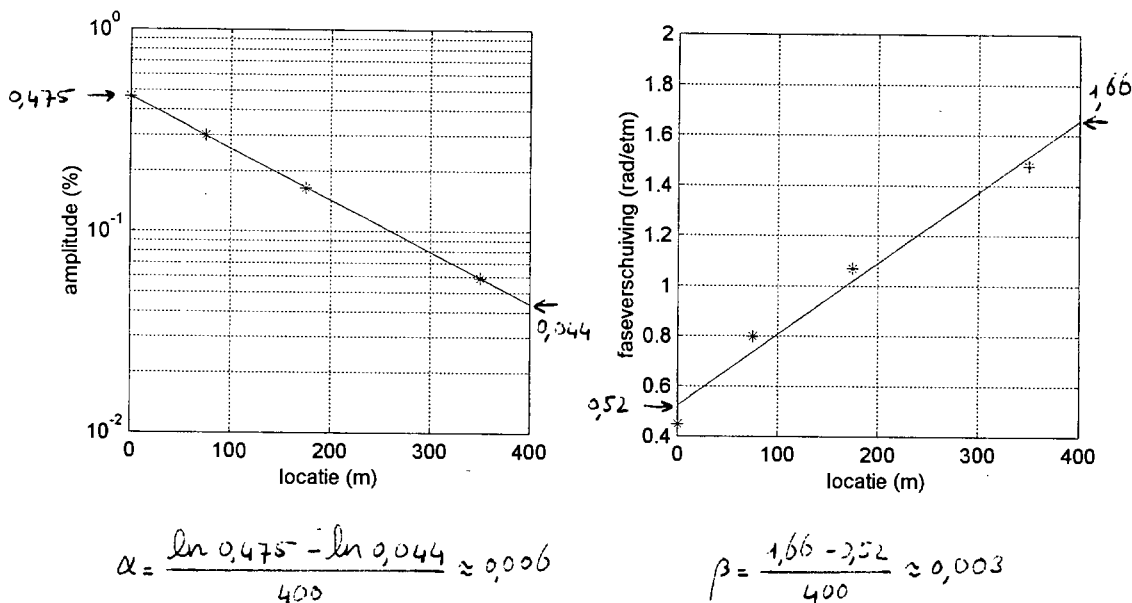 10^0
0,475
10^-1
0,044
10^-2
amplitude (%)
0 100 200 300 400
locatie (m)
2
1.8
1,66
1.6
1.4
1.2
1
0.8
0.6
0,52
0.4
faseverschuiving (rad/etm)
0 100 200 300 400
locatie (m)
α = (ln 0,475 - ln 0,044) / 400 ≈ 0,006
β = (1,66 - 0,52) / 400 ≈ 0,003